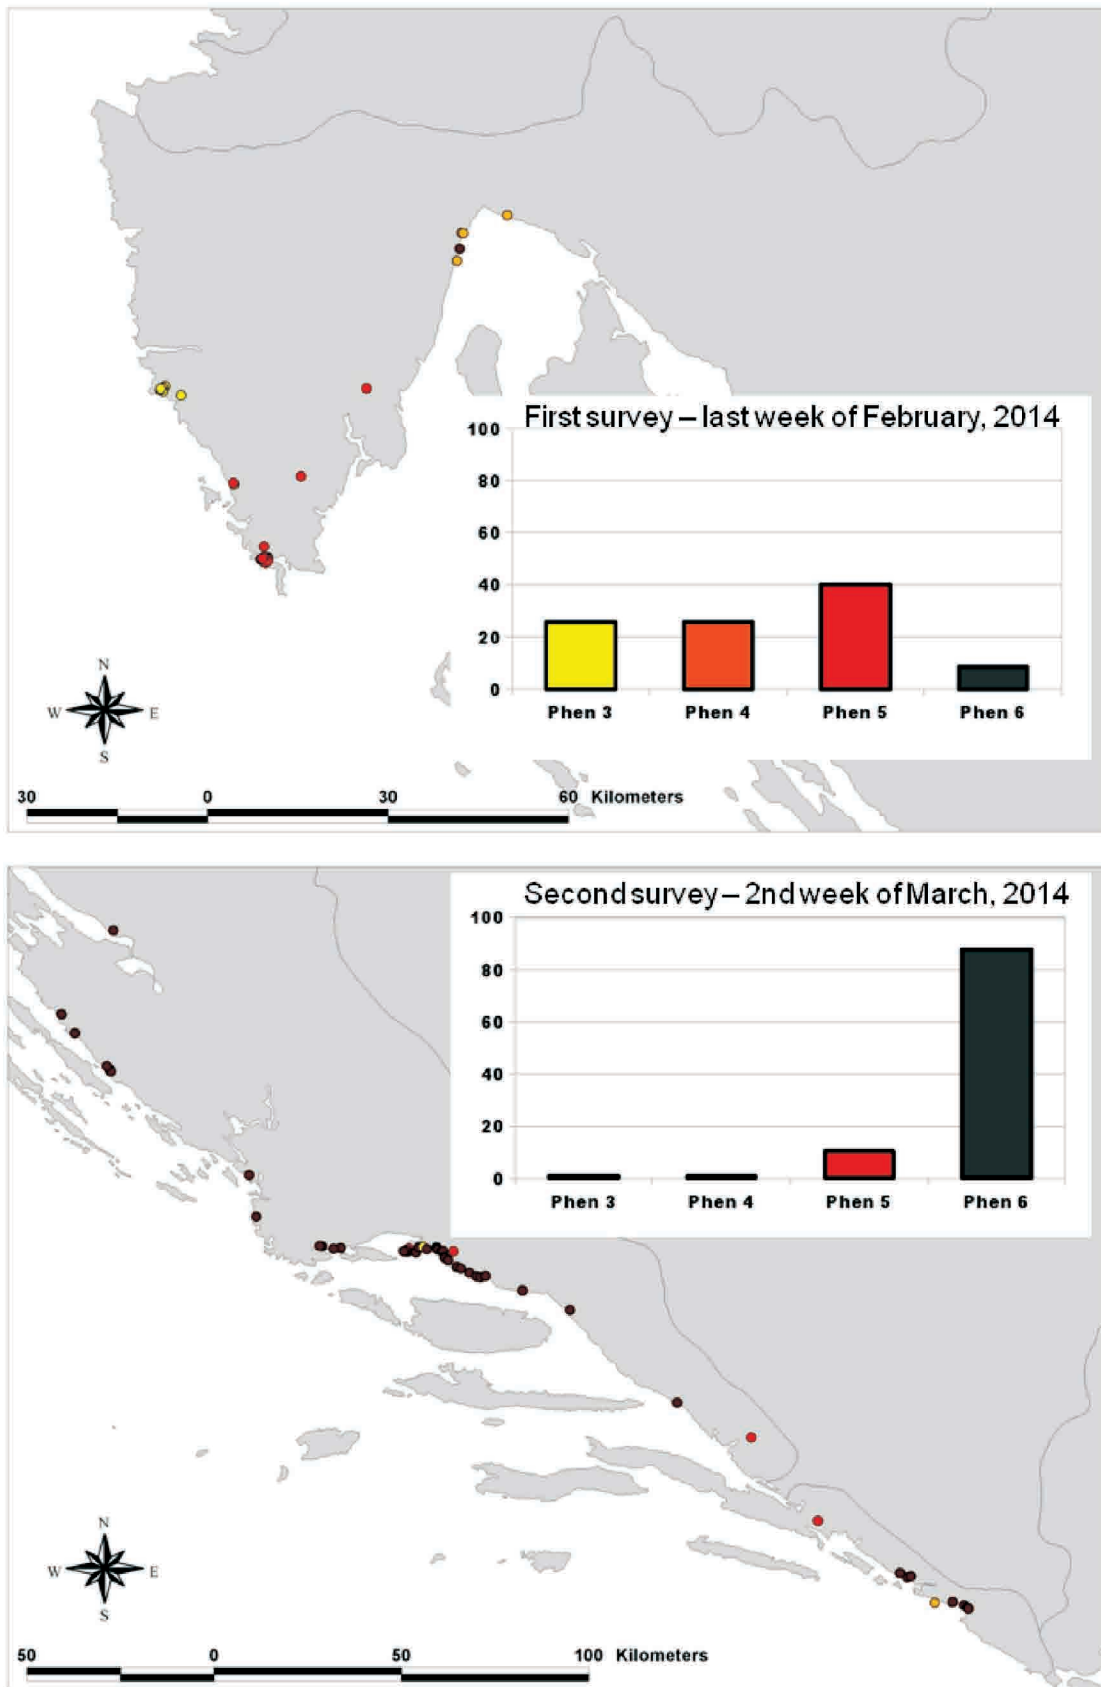 First survey – last week of February, 2014
100
80
60
40
20
0
Phen 3 Phen 4 Phen 5 Phen 6
N
W E
S
30 0 30 60 Kilometers
Second survey – 2nd week of March, 2014
100
80
60
40
20
0
Phen 3 Phen 4 Phen 5 Phen 6
N
W E
S
50 0 50 100 Kilometers